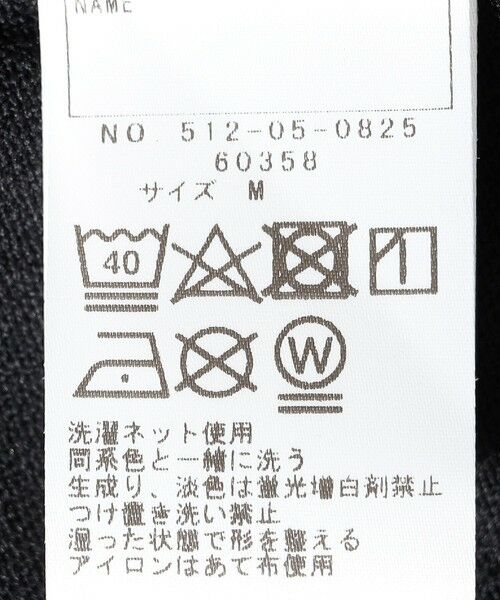 NAME
NO. 512-05-0825
60358
サイズ M
40
W
洗濯ネット使用
同系色と一緒に洗う
生成り、淡色は蛍光増白剤禁止
つけ置き洗い禁止
湿った状態で形を整える
アイロンはあて布使用